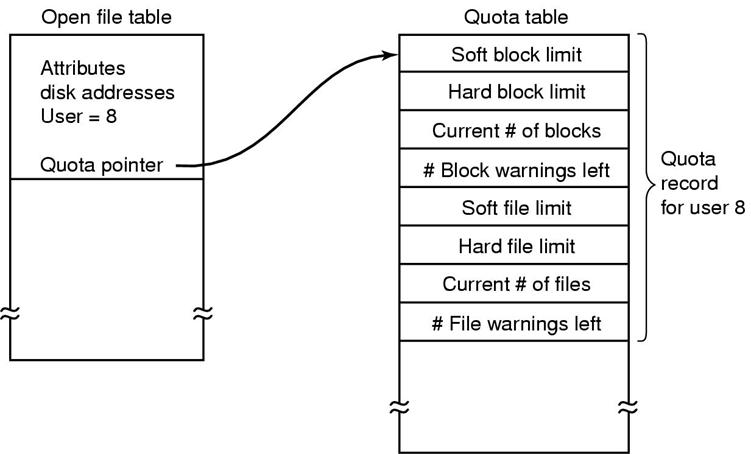 Open file table
Attributes
disk addresses
User = 8
Quota pointer
Quota table
Soft block limit
Hard block limit
Current # of blocks
# Block warnings left
Soft file limit
Hard file limit
Current # of files
# File warnings left
Quota
record
for user 8